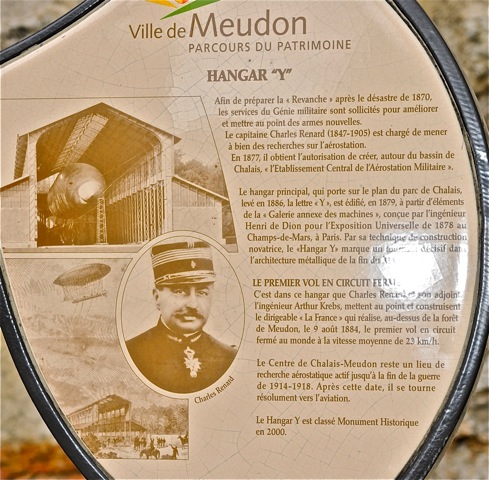 Ville de Meudon
PARCOURS DU PATRIMOINE
HANGAR "Y"
Afin de préparer la « Revanche » après le désastre de 1870,
les services du Génie militaire sont sollicités pour améliorer
et mettre au point des armes nouvelles.
Le capitaine Charles Renard (1847-1905) est chargé de mener
à bien des recherches sur l'aérostation.
En 1877, il obtient l'autorisation de créer, autour du bassin de
Chalais, « l'Etablissement Central de l'Aérostation Militaire ».
Le hangar principal, qui porte sur le plan du parc de Chalais,
levé en 1886, la lettre « Y », est édifié, en 1879, à partir d'éléments
de la « Galerie annexe des machines », conçue par l'ingénieur
Henri de Dion pour l'Exposition Universelle de 1878 au
Champs-de-Mars, à Paris. Par sa technique de construction
novatrice, le «Hangar Y» marque un décisif dans
l'architecture métallique de la fin du
LE PREMIER VOL EN CIRCUIT FERMÉ
C'est dans ce hangar que Charles Renard et son adjoint,
l'ingénieur Arthur Krebs, mettent au point et construisent
le dirigeable « La France » qui réalise, au-dessus de la forêt
de Meudon, le 9 août 1884, le premier vol en circuit
fermé au monde à la vitesse moyenne de 23 km/h.
Le Centre de Chalais-Meudon reste un lieu de
recherche aérostatique actif jusqu'à la fin de la guerre
de 1914-1918. Après cette date, il se tourne
résolument vers l'aviation.
Le Hangar Y est classé Monument Historique
en 2000.
Charles Renard